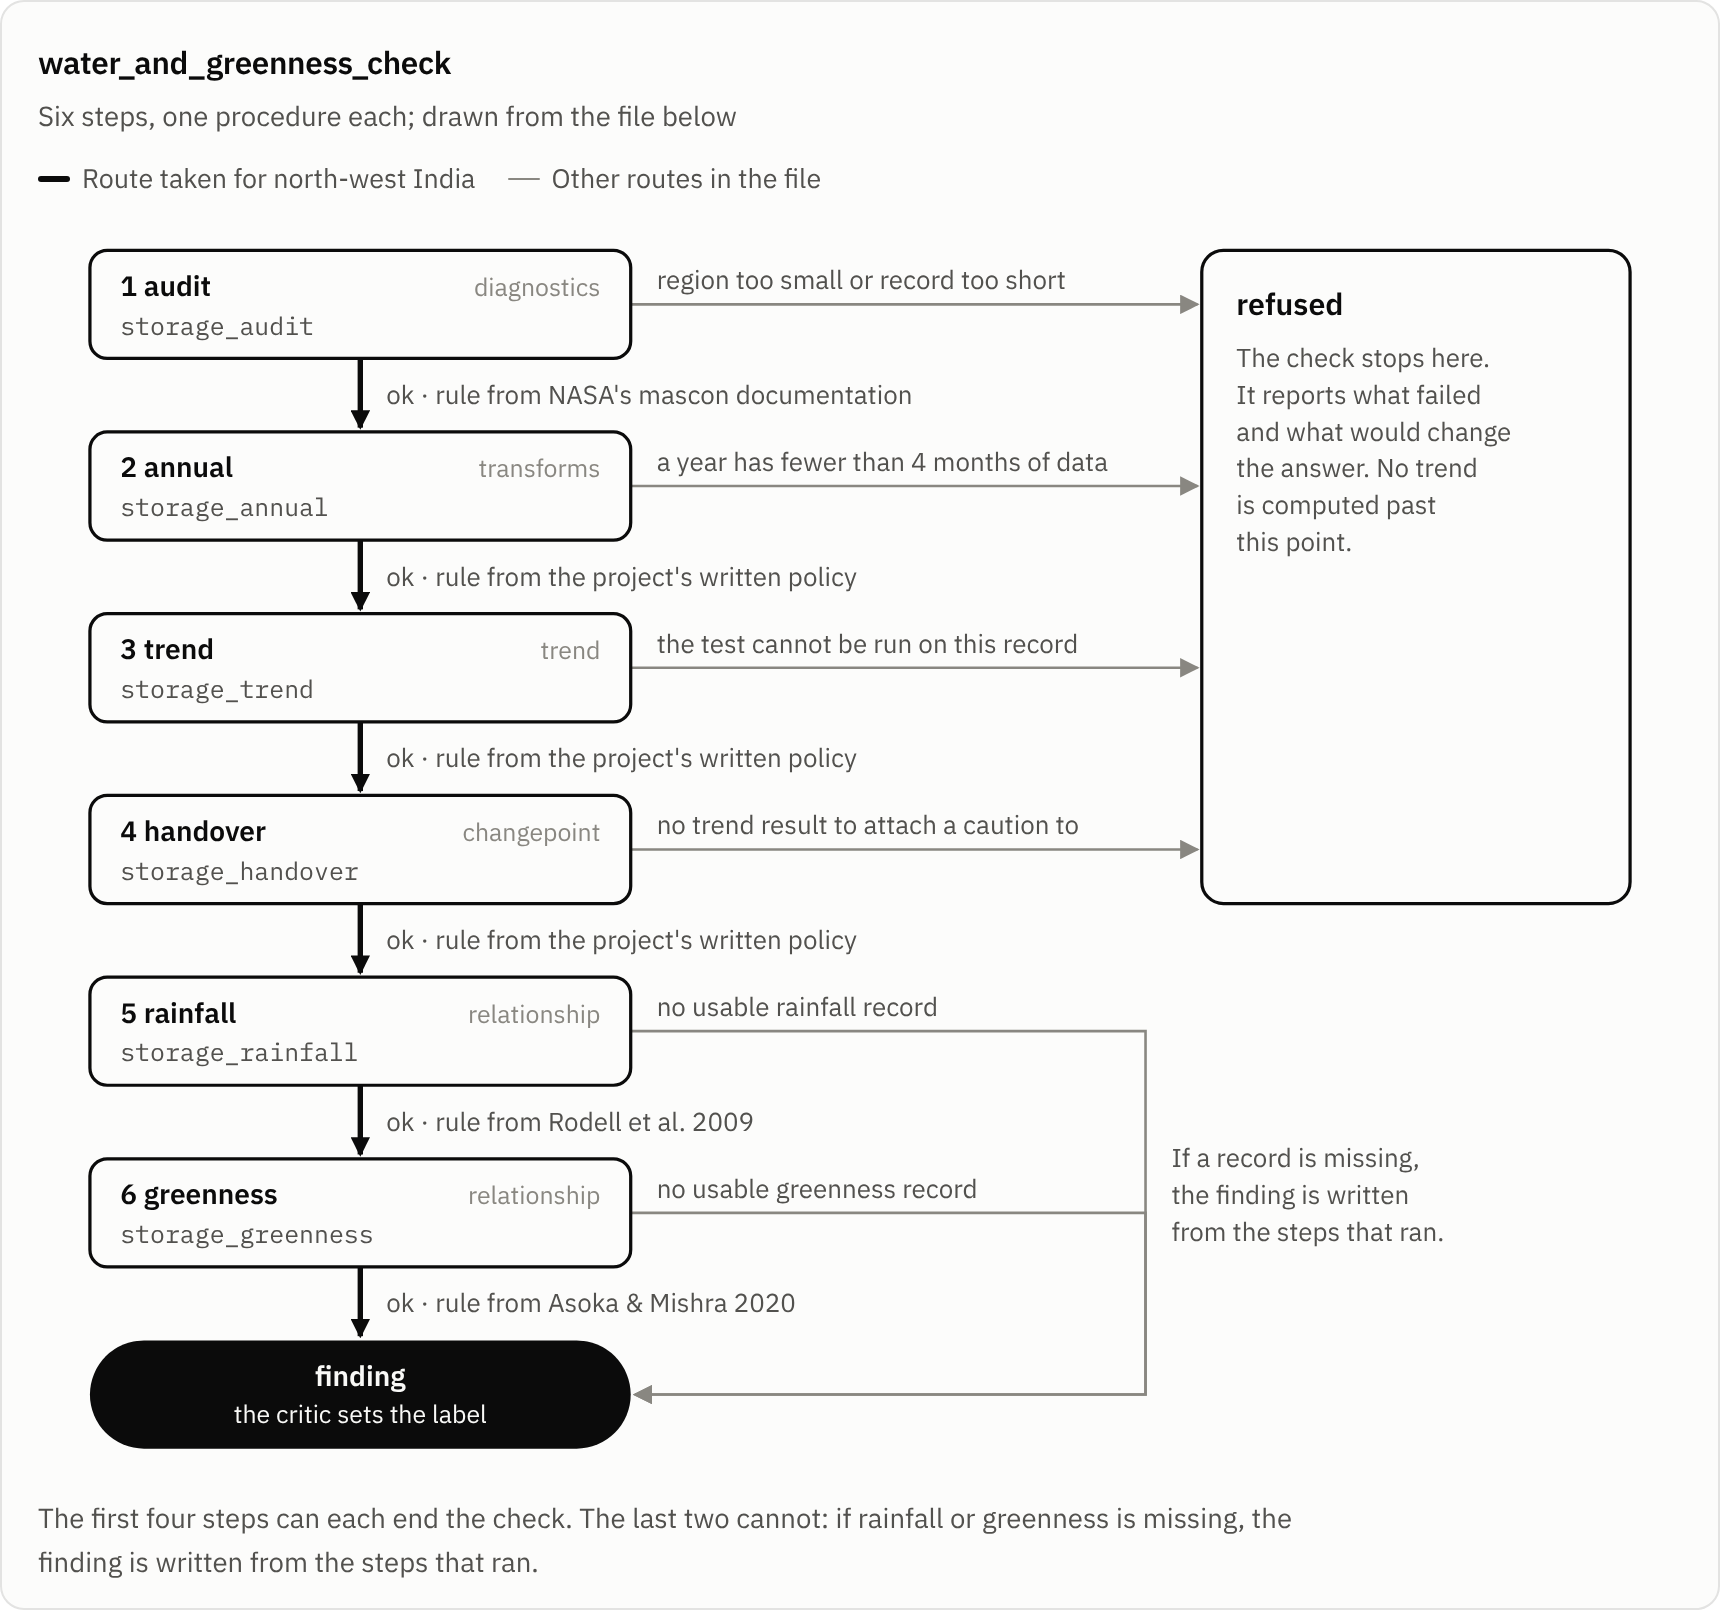 water_and_greenness_check
Six steps, one procedure each; drawn from the file below
Route taken for north-west India
Other routes in the file
1 audit
diagnostics
storage_audit
region too small or record too short
refused
The check stops here.
It reports what failed
and what would change
the answer. No trend
is computed past
this point.
ok · rule from NASA's mascon documentation
2 annual
transforms
storage_annual
a year has fewer than 4 months of data
ok · rule from the project's written policy
3 trend
trend
storage_trend
the test cannot be run on this record
ok · rule from the project's written policy
4 handover
changepoint
storage_handover
no trend result to attach a caution to
ok · rule from the project's written policy
5 rainfall
relationship
storage_rainfall
no usable rainfall record
ok · rule from Rodell et al. 2009
6 greenness
relationship
storage_greenness
no usable greenness record
If a record is missing,
the finding is written
from the steps that ran.
ok · rule from Asoka & Mishra 2020
finding
the critic sets the label
The first four steps can each end the check. The last two cannot: if rainfall or greenness is missing, the
finding is written from the steps that ran.